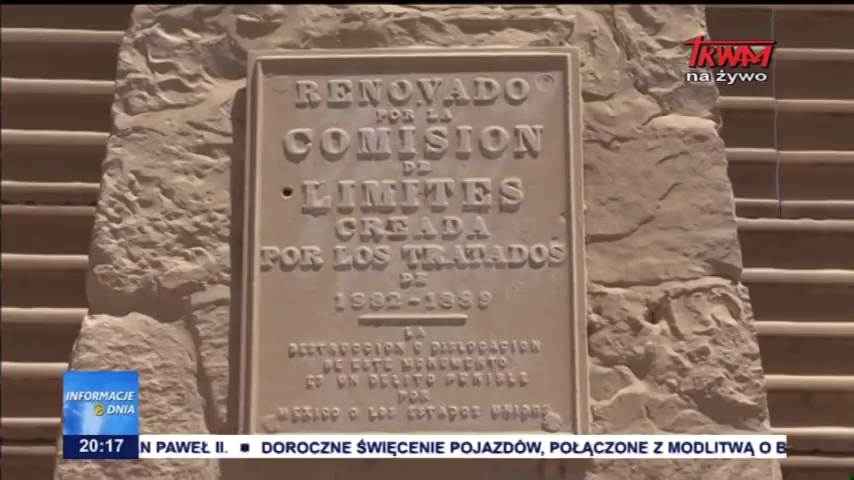 TRWAM
na żywo
RENOVADO
POR LA
COMISION
DE
LIMITES
CREADA
POR LOS TRATADOS
DE
1882-1889
LA
DESTRUCCION O DISLOCACION
DE ESTE MONUMENTO
ES UN DELITO PUNIBLE
POR
MEXICO O LOS ESTADOS UNIDOS
INFORMACJE
DNIA
20:17
AN PAWEŁ II. ■ DOROCZNE ŚWIĘCENIE POJAZDÓW, POŁĄCZONE Z MODLITWĄ O B